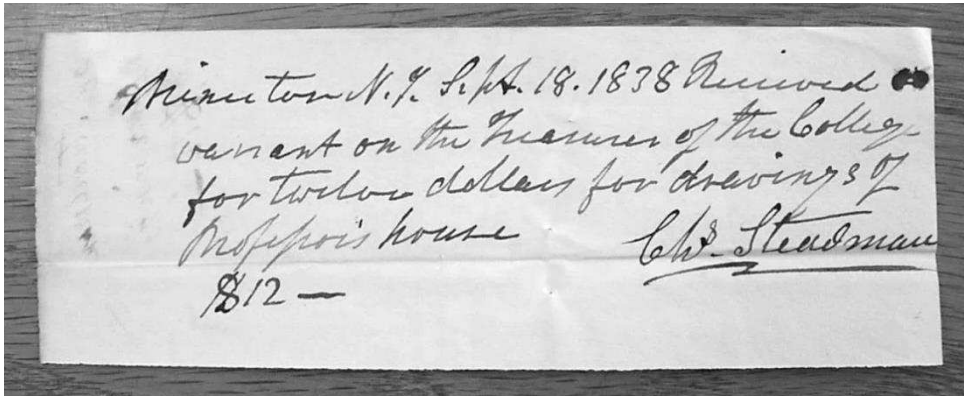 Princeton N.J. Sept. 18. 1838 Received
warrant on the Treasurer of the College
for twelve dollars for drawings of
Professors house Chs. Steadman
$12 —